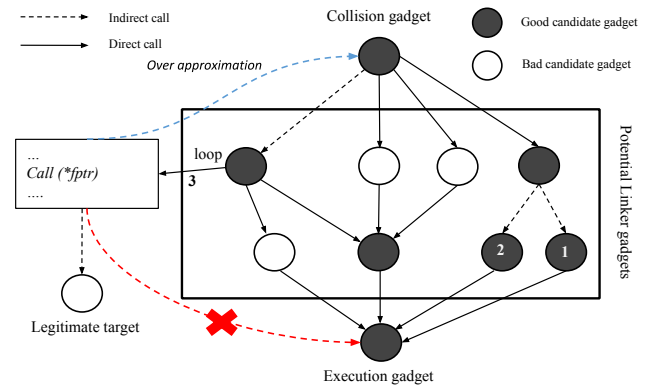 Indirect call
Direct call
Collision gadget
Good candidate gadget
Bad candidate gadget
Over approximation
...
Call (*fptr)
....
loop
3
2
1
Potential Linker gadgets
Legitimate target
Execution gadget